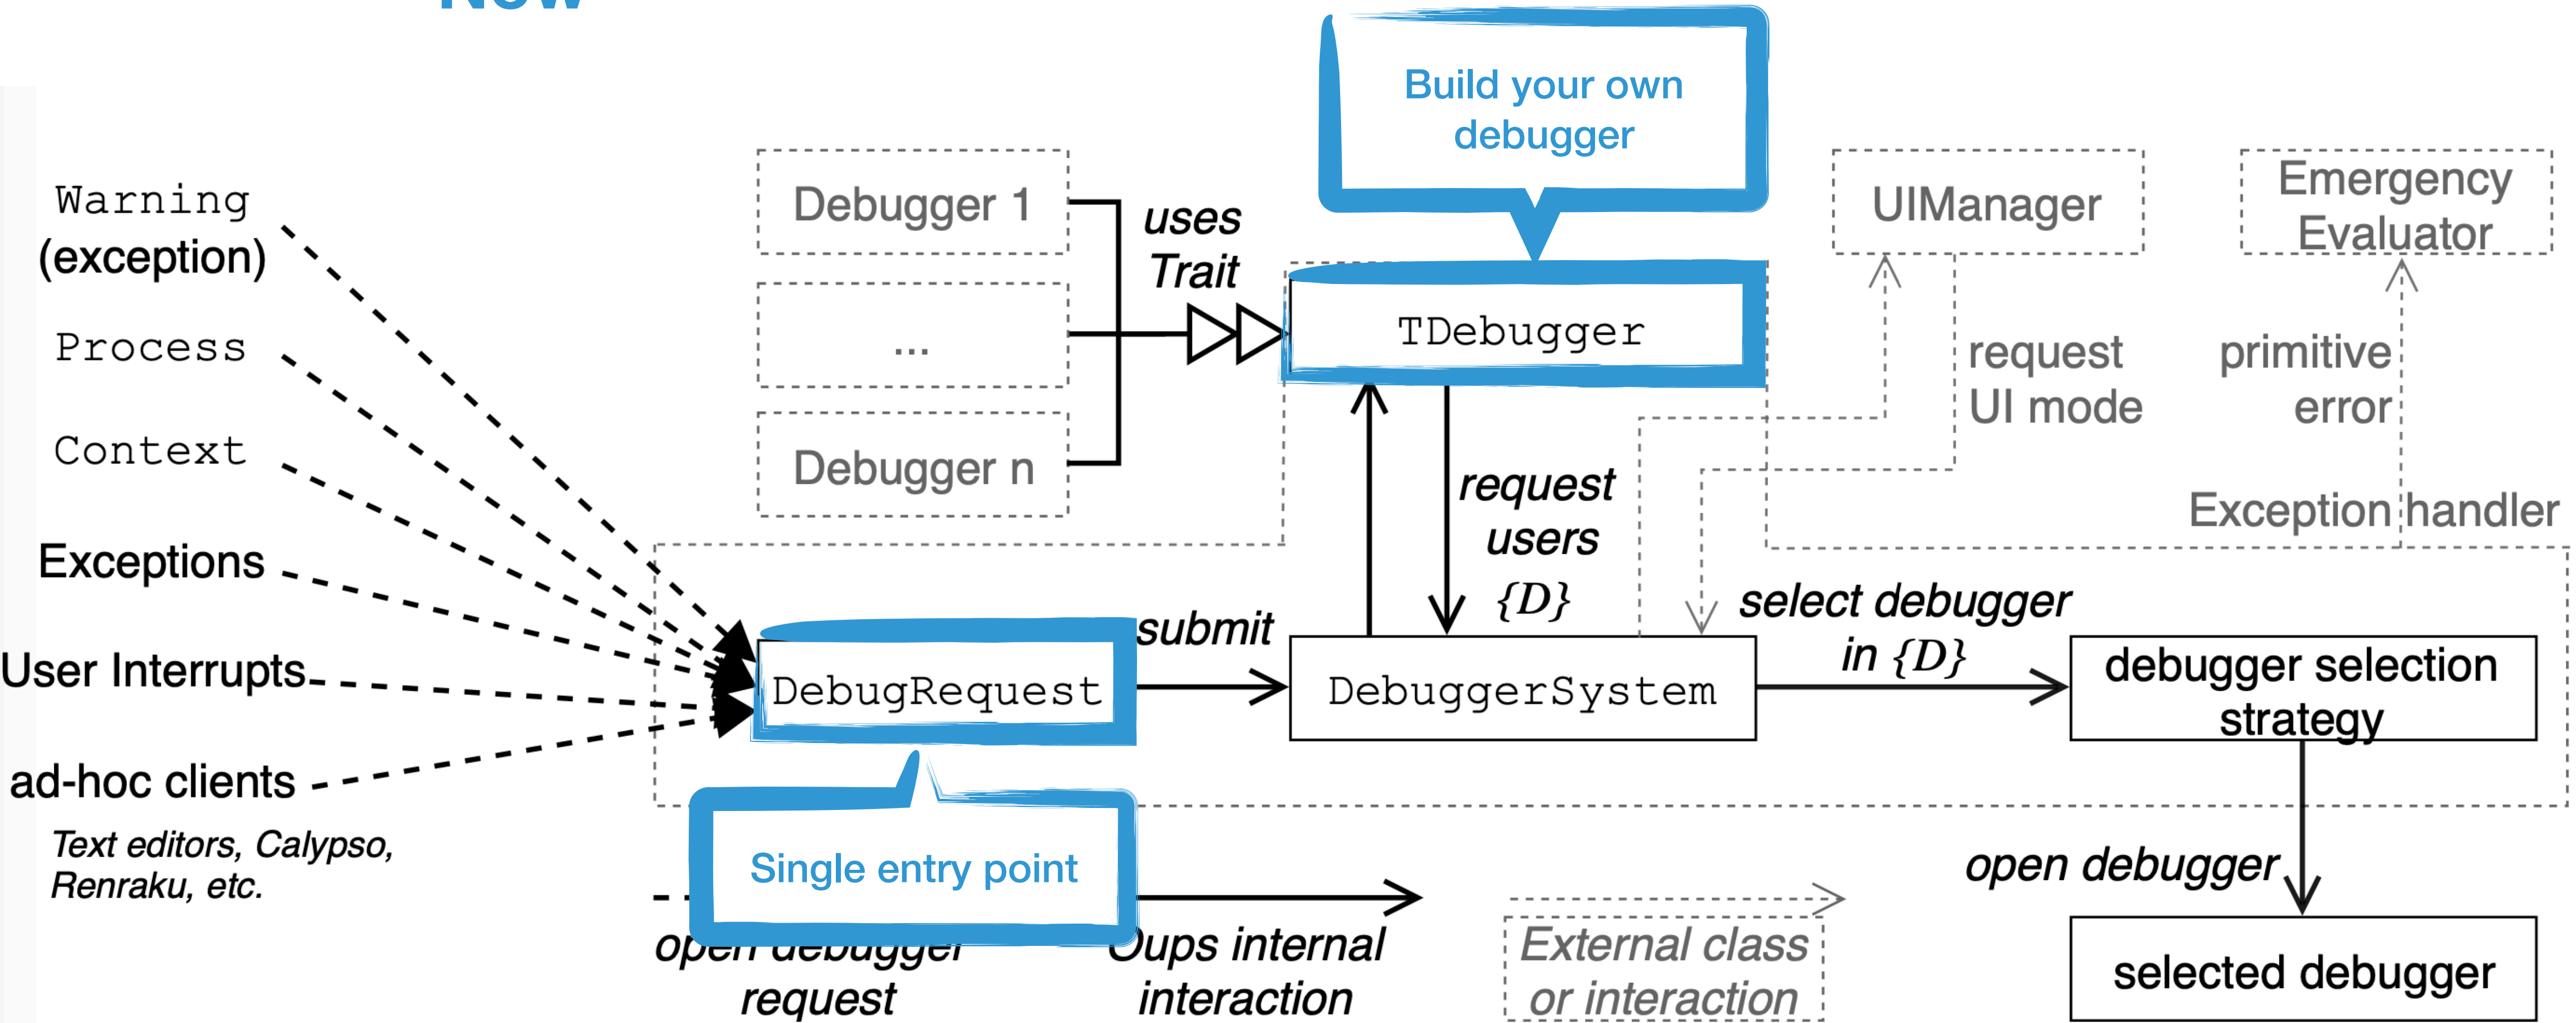 Now
Build your own
debugger
Warning
(exception)
Process
Context
Exceptions
User Interrupts
ad-hoc clients
Text editors, Calypso,
Renraku, etc.
Debugger 1
...
Debugger n
uses
Trait
TDebugger
UIManager
Emergency
Evaluator
request
UI mode
primitive
error
Exception handler
request
users
{D}
DebugRequest
submit
DebuggerSystem
select debugger
in {D}
debugger selection
strategy
Single entry point
open debugger
selected debugger
open debugger
request
Oups internal
interaction
External class
or interaction